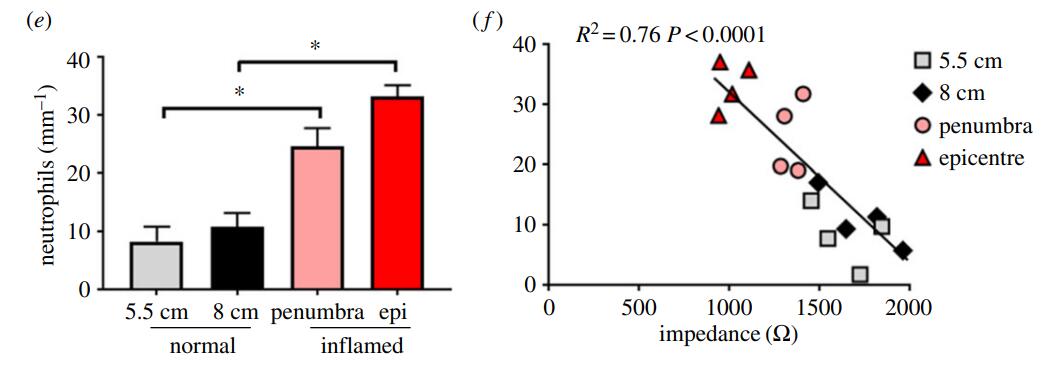 (e)
*
*
neutrophils (mm⁻¹)
40
30
20
10
0
5.5 cm 8 cm penumbra epi
normal inflamed
(f)
R² = 0.76 P < 0.0001
40
30
20
10
0
0 500 1000 1500 2000
impedance (Ω)
5.5 cm
8 cm
penumbra
epicentre